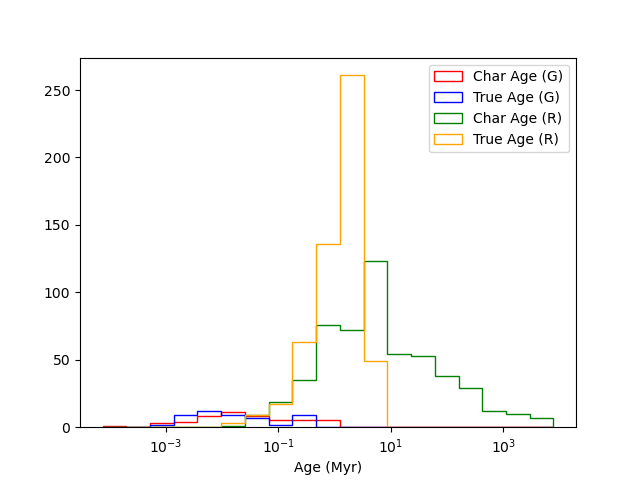 250
200
150
100
50
0
10⁻³
10⁻¹
10¹
10³
Age (Myr)
Char Age (G)
True Age (G)
Char Age (R)
True Age (R)